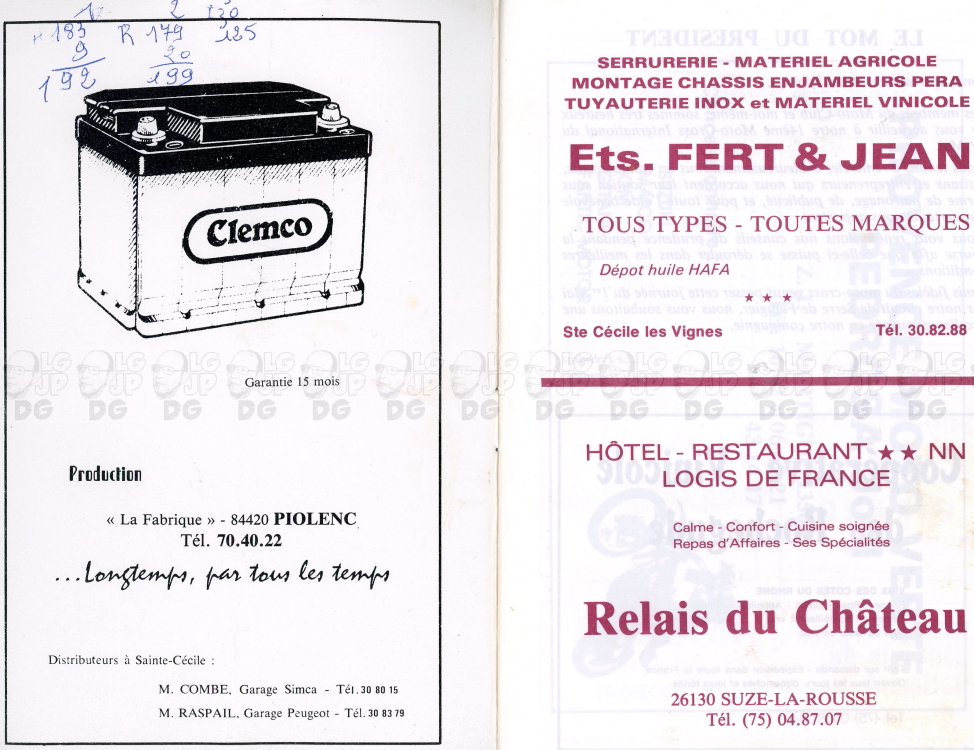 1 2 130
183 R 179 125
9 20
192 199
Clemco
Garantie 15 mois
Production
« La Fabrique » - 84420 PIOLENC
Tél. 70.40.22
...Longtemps, par tous les temps
Distributeurs à Sainte-Cécile :
M. COMBE, Garage Simca - Tél. 30 80 15
M. RASPAIL, Garage Peugeot - Tél. 30 83 79
SERRURERIE - MATERIEL AGRICOLE
MONTAGE CHASSIS ENJAMBEURS PERA
TUYAUTERIE INOX et MATERIEL VINICOLE
Ets. FERT & JEAN
TOUS TYPES - TOUTES MARQUES
Dépot huile HAFA
★ ★ ★
Ste Cécile les Vignes Tél. 30.82.88
HÔTEL - RESTAURANT ★★ NN
LOGIS DE FRANCE
Calme - Confort - Cuisine soignée
Repas d'Affaires - Ses Spécialités
Relais du Château
26130 SUZE-LA-ROUSSE
Tél. (75) 04.87.07